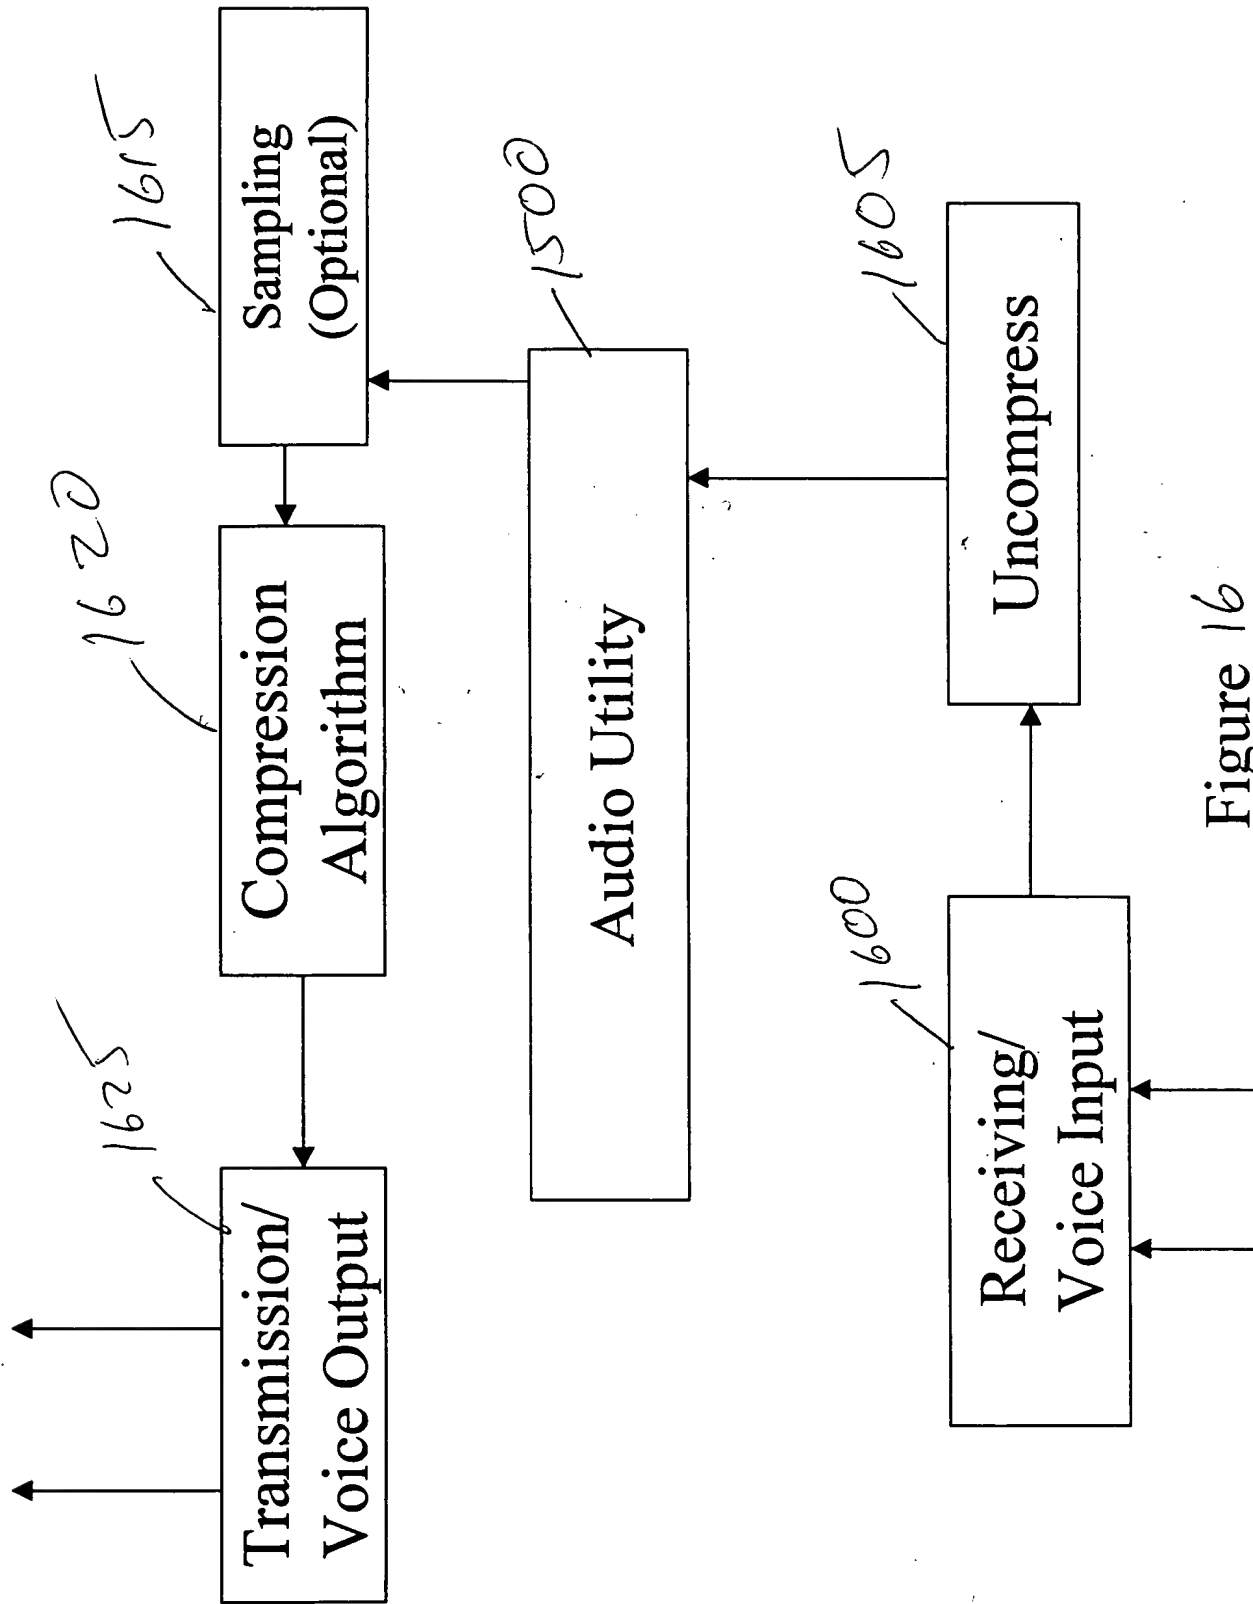 1625
Transmission/
Voice Output
1620
Compression
Algorithm
1615
Sampling
(Optional)
1500
Audio Utility
1600
Receiving/
Voice Input
1605
Uncompress
Figure 16